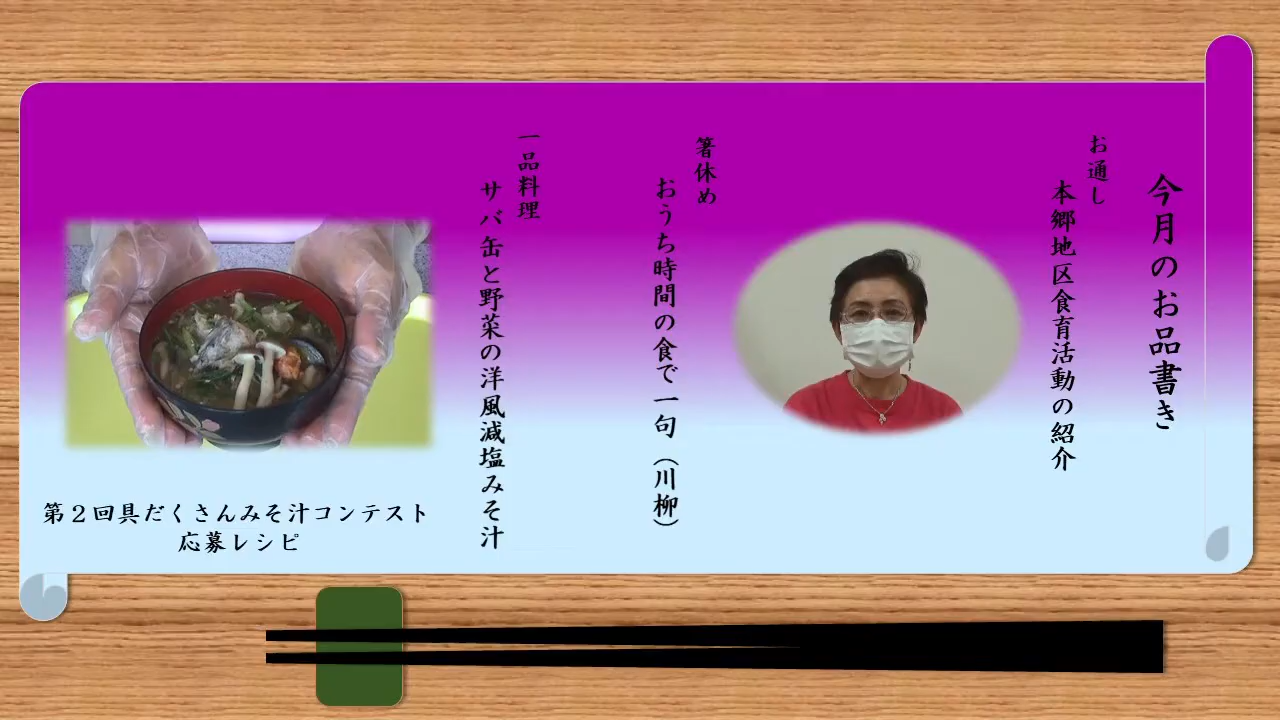 今月のお品書き
お通し
本郷地区食育活動の紹介
箸休め
おうち時間の食で一句（川柳）
一品料理
サバ缶と野菜の洋風減塩みそ汁
第２回具だくさんみそ汁コンテスト
応募レシピ